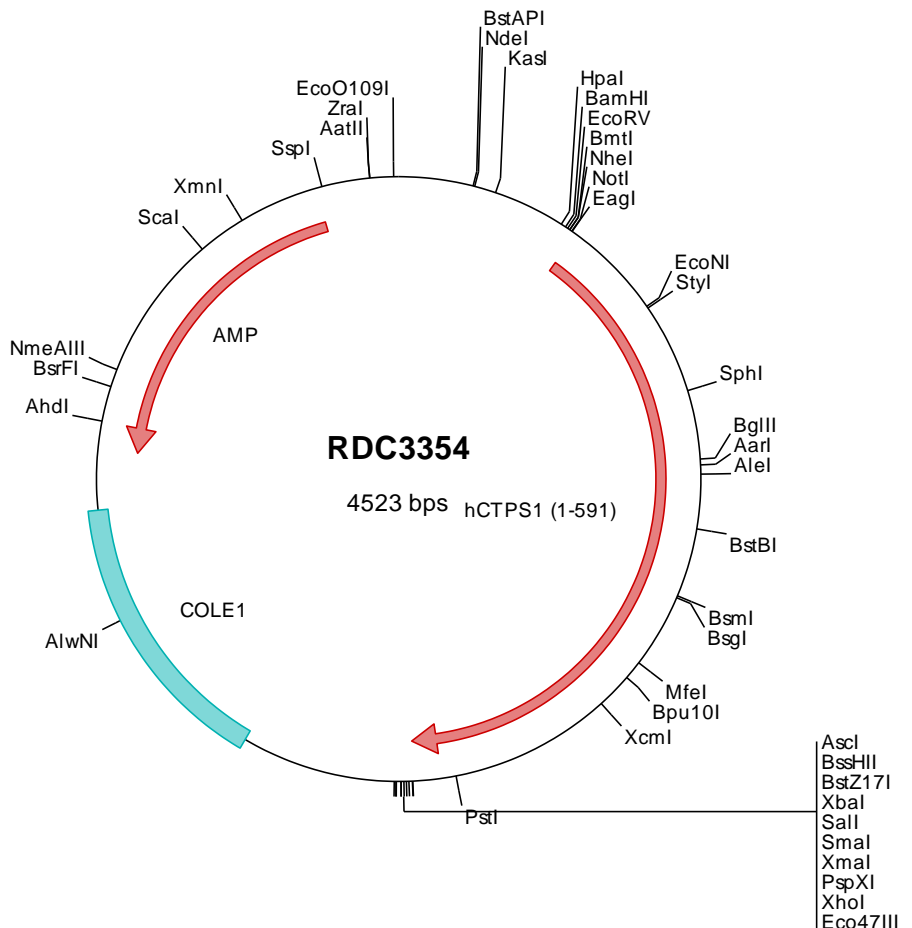 BstAPI
NdeI
KasI
EcoO109I
ZraI
AatII
SspI
XmnI
ScaI
HpaI
BamHI
EcoRV
BmtI
NheI
NotI
EagI
EcoNI
StyI
AMP
NmeAIII
BsrFI
AhdI
SphI
BglII
AarI
AleI
RDC3354
4523 bps
hCTPS1 (1-591)
BstBI
COLE1
AlwNI
BsmI
BsgI
MfeI
Bpu10I
XcmI
PstI
AscI
BssHII
BstZ17I
XbaI
SalI
SmaI
XmaI
PspXI
XhoI
Eco47III